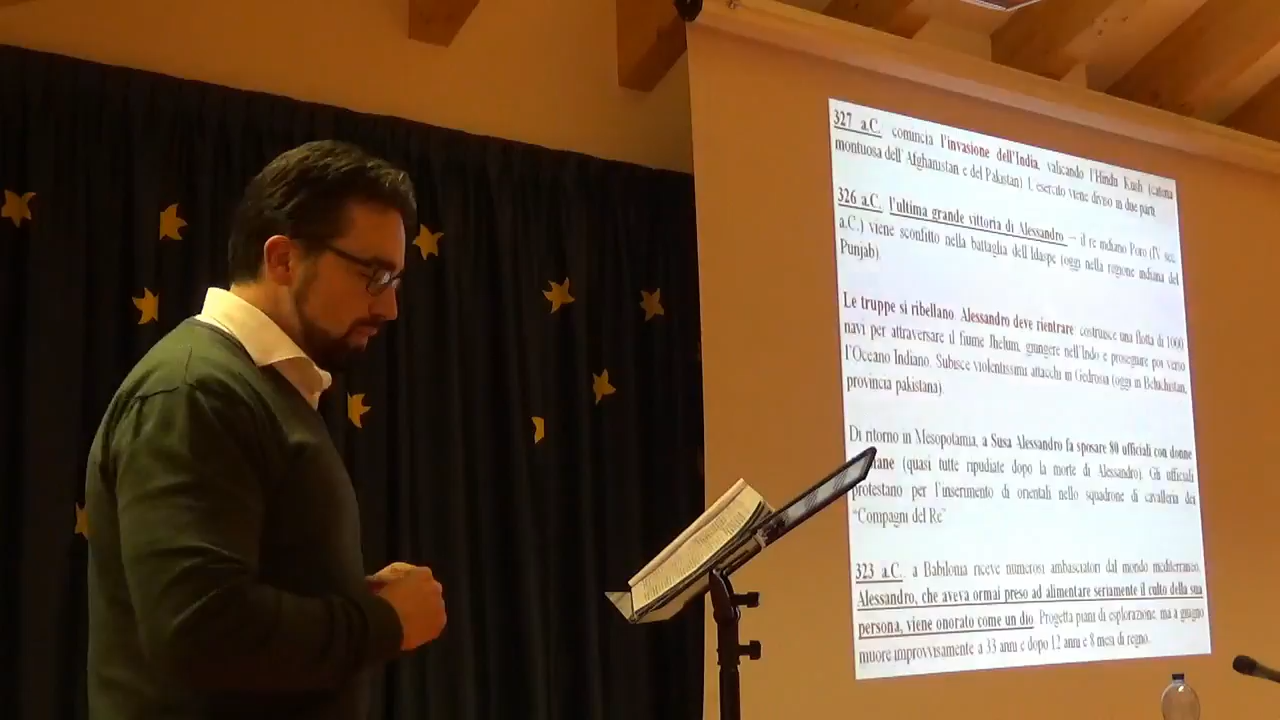 327 a.C. comincia l'invasione dell'India, valicando l'Hindu Kush (catena
montuosa dell' Afghanistan e del Pakistan). L'esercito viene diviso in due parti.
326 a.C. l'ultima grande vittoria di Alessandro – il re indiano Poro (IV sec.
a.C.) viene sconfitto nella battaglia dell'Idaspe (oggi nella regione indiana del
Punjab).
Le truppe si ribellano. Alessandro deve rientrare: costruisce una flotta di 1000
navi per attraversare il fiume Jhelum, giungere nell'Indo e proseguire poi verso
l'Oceano Indiano. Subisce violentissimi attacchi in Gedrosia (oggi in Beluchistan,
provincia pakistana).
Di ritorno in Mesopotamia, a Susa Alessandro fa sposare 80 ufficiali con donne
(quasi tutte ripudiate dopo la morte di Alessandro). Gli ufficiali
protestano per l'inserimento di orientali nello squadrone di cavalleria dei
"Compagni del Re"
323 a.C. a Babilonia riceve numerosi ambasciatori dal mondo mediterraneo.
Alessandro, che aveva ormai preso ad alimentare seriamente il culto della sua
persona, viene onorato come un dio. Progetta piani di esplorazione, ma a giugno
muore improvvisamente a 33 anni e dopo 12 anni e 8 mesi di regno.